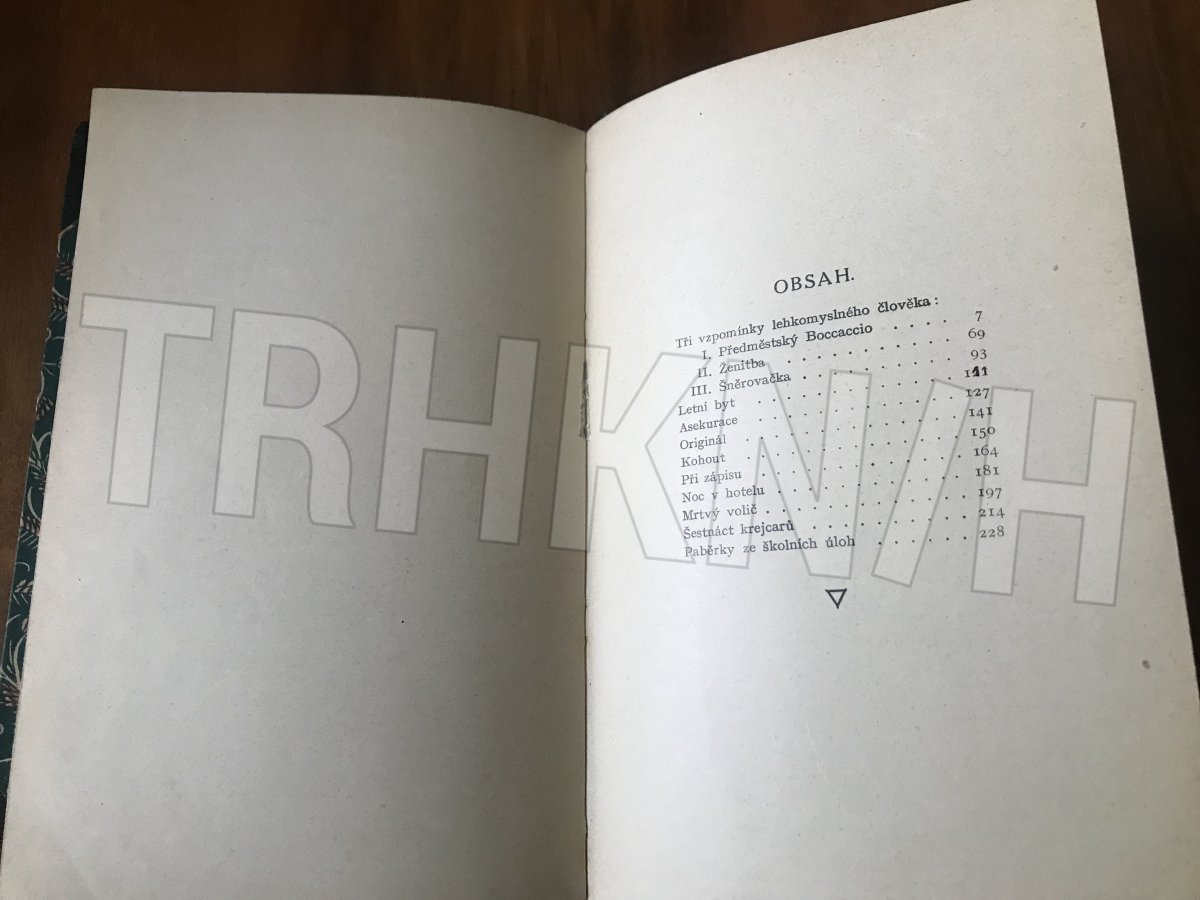 OBSAH.
Tři vzpomínky lehkomyslného člověka:
I. Předměstský Boccaccio . . . . . 7
II. Ženitba . . . . . . . . . . 69
III. Šněrovačka . . . . . . . . . 93
Letní byt . . . . . . . . . . .
Asekurace . . . . . . . . . . . 127
Originál . . . . . . . . . . . 141
Kohout . . . . . . . . . . . 150
Při zápisu . . . . . . . . . . . 164
Noc v hotelu . . . . . . . . . . 181
Mrtvý volič . . . . . . . . . . 197
Šestnáct krejcarů . . . . . . . . 214
Paběrky ze školních úloh . . . . . . 228
TRHKNIH